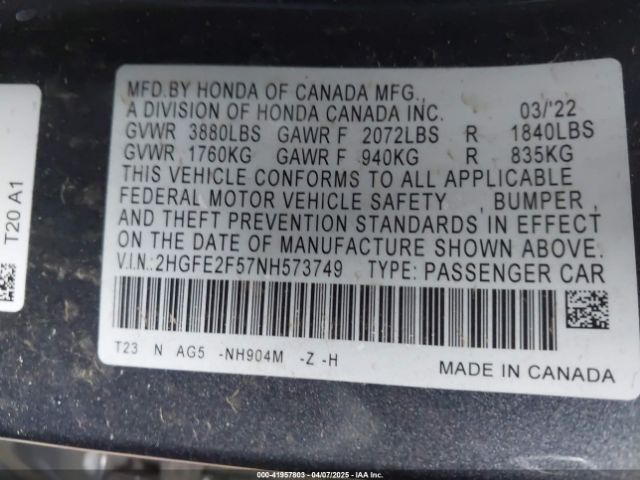 MFD.BY HONDA OF CANADA MFG.,
A DIVISION OF HONDA CANADA INC. 03/'22
GVWR 3880LBS GAWR F 2072LBS R 1840LBS
GVWR 1760KG GAWR F 940KG R 835KG
THIS VEHICLE CONFORMS TO ALL APPLICABLE
FEDERAL MOTOR VEHICLE SAFETY , BUMPER ,
AND THEFT PREVENTION STANDARDS IN EFFECT
ON THE DATE OF MANUFACTURE SHOWN ABOVE.
V.I.N.:2HGFE2F57NH573749 TYPE: PASSENGER CAR
T23 N AG5 -NH904M -Z -H
MADE IN CANADA
T20 A1
000-41957803 - 04/07/2025 - IAAI.COM